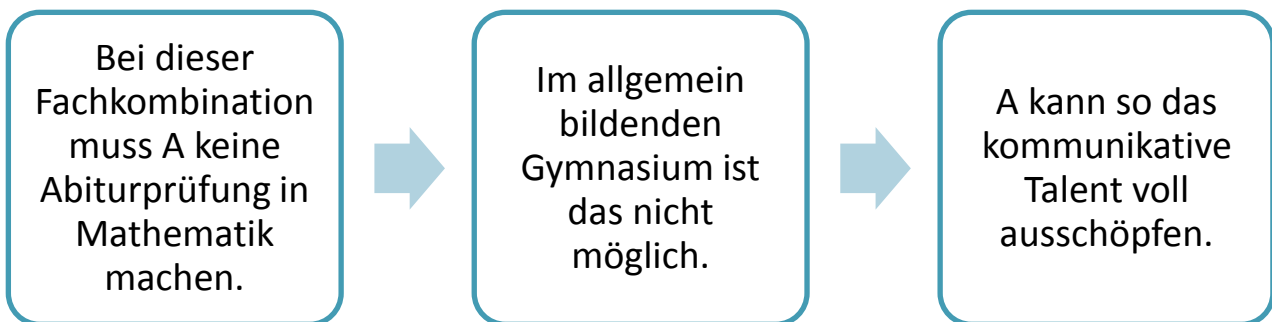 Bei dieser
Fachkombination
muss A keine
Abiturprüfung in
Mathematik
machen.
Im allgemein
bildenden
Gymnasium ist
das nicht
möglich.
A kann so das
kommunikative
Talent voll
ausschöpfen.